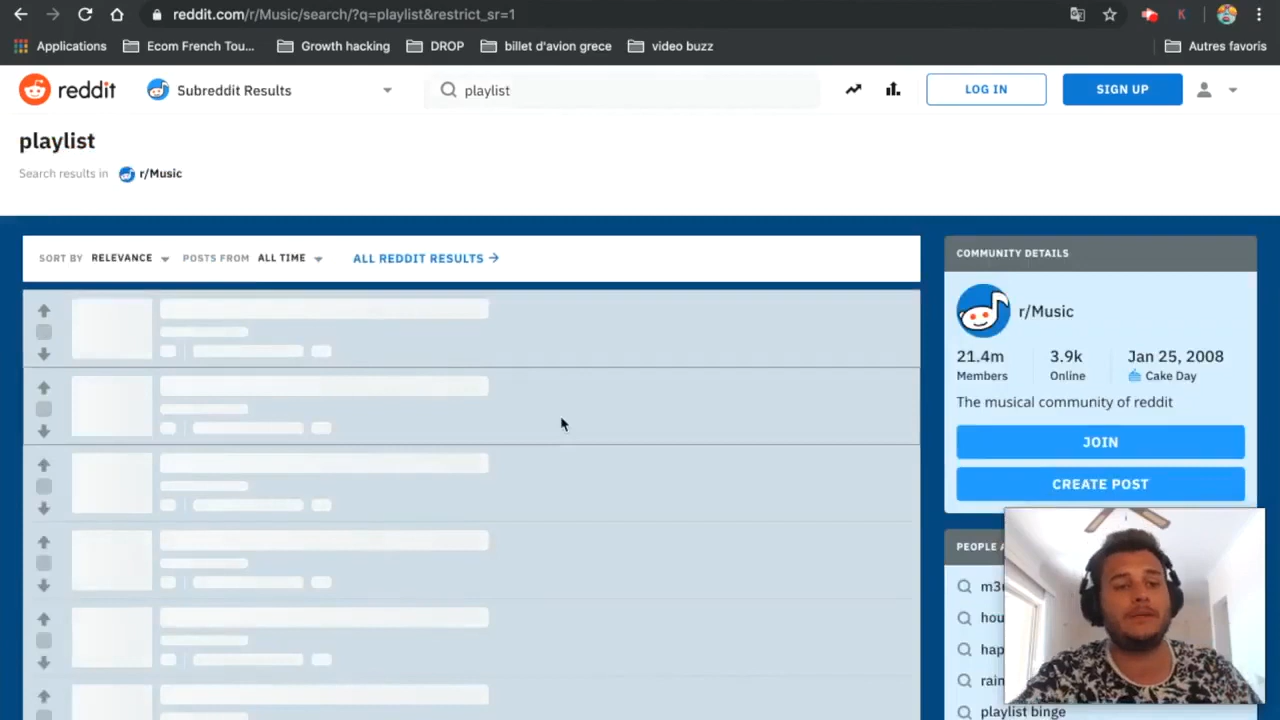 reddit.com/r/Music/search/?q=playlist&restrict_sr=1
Applications
Ecom French Tou...
Growth hacking
DROP
billet d'avion grece
video buzz
Autres favoris
reddit
Subreddit Results
playlist
LOG IN
SIGN UP
playlist
Search results in r/Music
SORT BY RELEVANCE POSTS FROM ALL TIME ALL REDDIT RESULTS →
COMMUNITY DETAILS
r/Music
21.4m 3.9k Jan 25, 2008
Members Online Cake Day
The musical community of reddit
JOIN
CREATE POST
PEOPLE
playlist binge